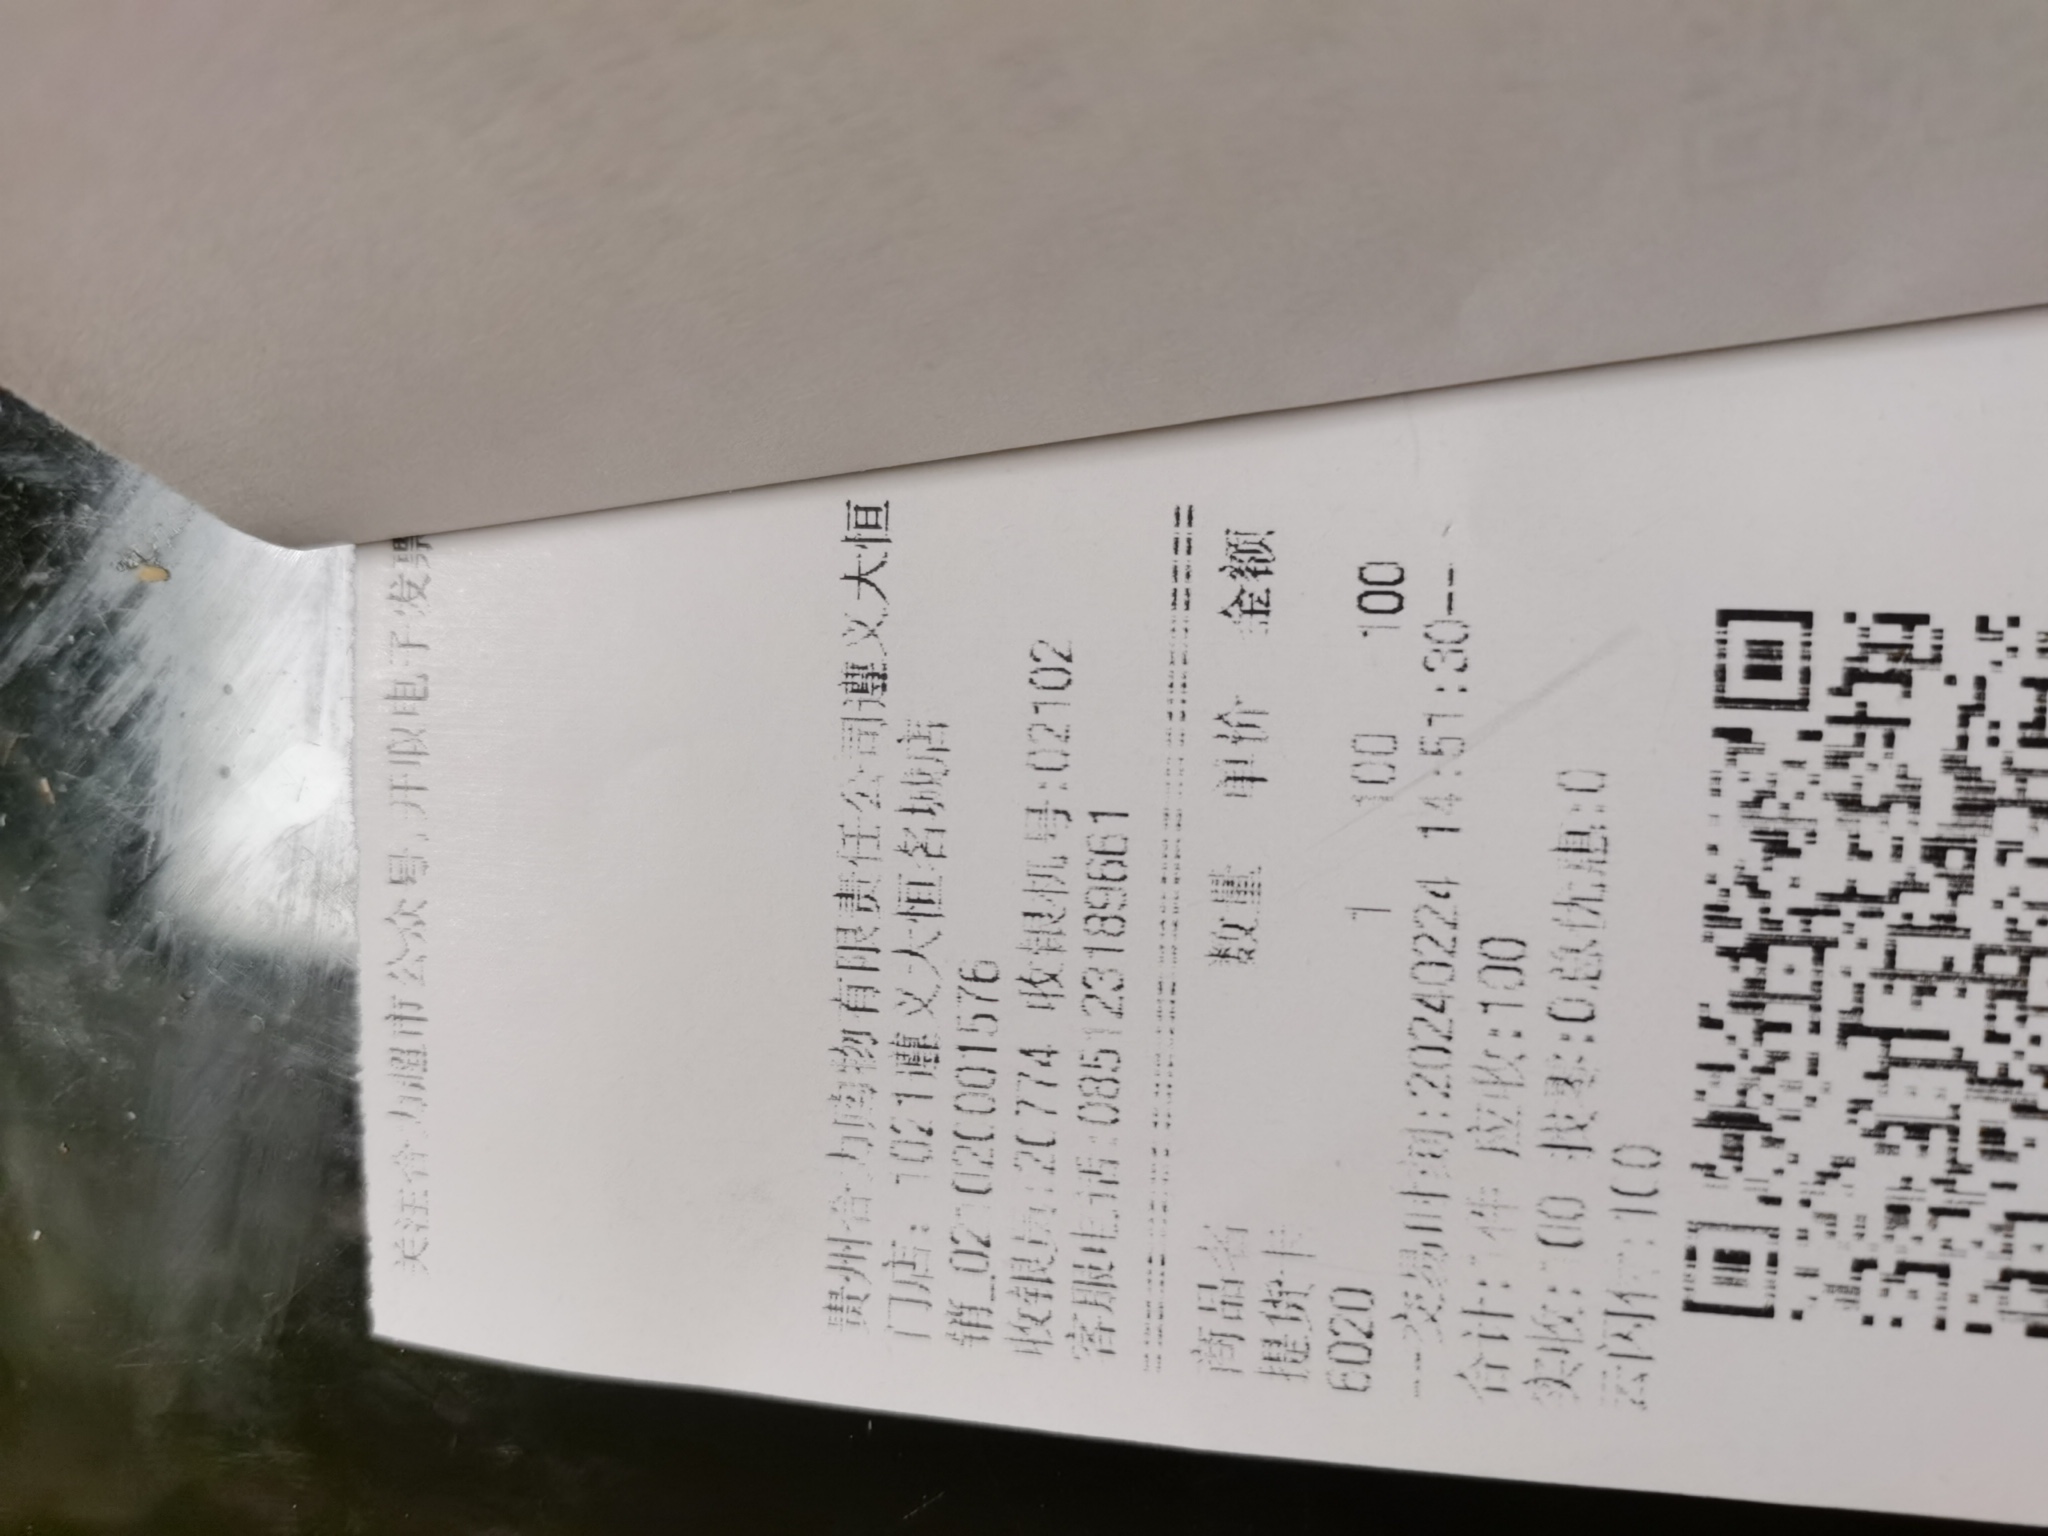 关注合力超市公众号,开取电子发票
贵州合力购物有限责任公司遵义大恒
门店: 1021遵义大恒名城店
销_02102C001576
收银员:20774 收银机号:02102
客服电话:085123189661
商品名 数量 单价 金额
提货卡
6020 1 100 100
--交易时间:20240224 14:51:30--
合计:1件 应收:100
实收:100 找零:0总优惠:0
云闪付:100